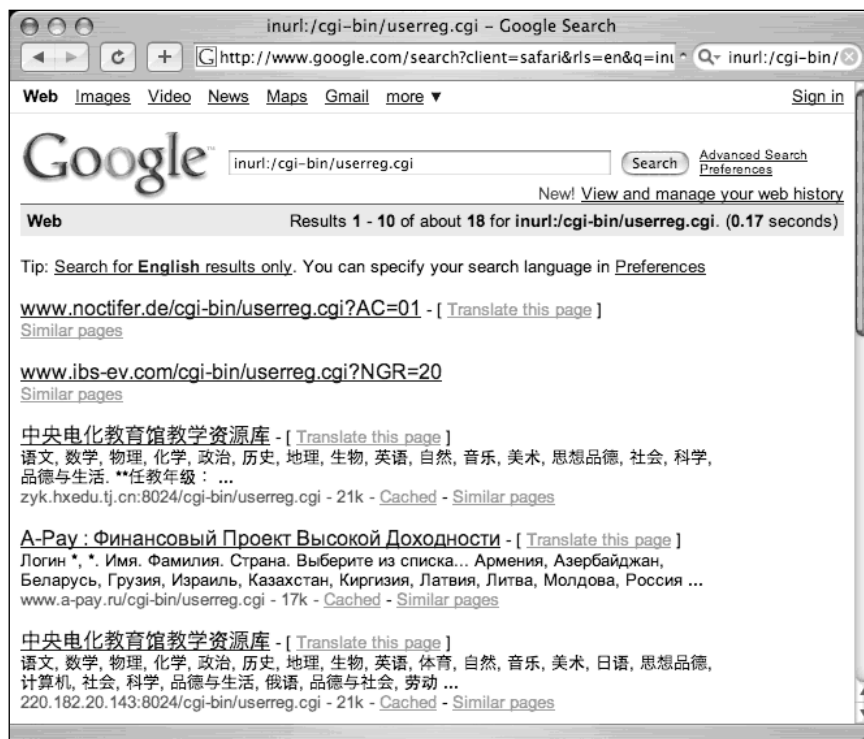 inurl:/cgi-bin/userreg.cgi – Google Search
http://www.google.com/search?client=safari&rls=en&q=inu inurl:/cgi-bin/
Web Images Video News Maps Gmail more ▼ Sign in
Google™ inurl:/cgi-bin/userreg.cgi Search Advanced Search
Preferences
New! View and manage your web history
Web Results 1 - 10 of about 18 for inurl:/cgi-bin/userreg.cgi. (0.17 seconds)
Tip: Search for English results only. You can specify your search language in Preferences
www.noctifer.de/cgi-bin/userreg.cgi?AC=01 - [ Translate this page ]
Similar pages
www.ibs-ev.com/cgi-bin/userreg.cgi?NGR=20
Similar pages
中央电化教育馆教学资源库 - [ Translate this page ]
语文, 数学, 物理, 化学, 政治, 历史, 地理, 生物, 英语, 自然, 音乐, 美术, 思想品德, 社会, 科学,
品德与生活. **任教年级： ...
zyk.hxedu.tj.cn:8024/cgi-bin/userreg.cgi - 21k - Cached - Similar pages
A-Pay : Финансовый Проект Высокой Доходности - [ Translate this page ]
Логин *, *. Имя. Фамилия. Страна. Выберите из списка... Армения, Азербайджан,
Беларусь, Грузия, Израиль, Казахстан, Киргизия, Латвия, Литва, Молдова, Россия ...
www.a-pay.ru/cgi-bin/userreg.cgi - 17k - Cached - Similar pages
中央电化教育馆教学资源库 - [ Translate this page ]
语文, 数学, 物理, 化学, 政治, 历史, 地理, 生物, 英语, 体育, 自然, 音乐, 美术, 日语, 思想品德,
计算机, 社会, 科学, 品德与生活, 俄语, 品德与社会, 劳动 ...
220.182.20.143:8024/cgi-bin/userreg.cgi - 21k - Cached - Similar pages